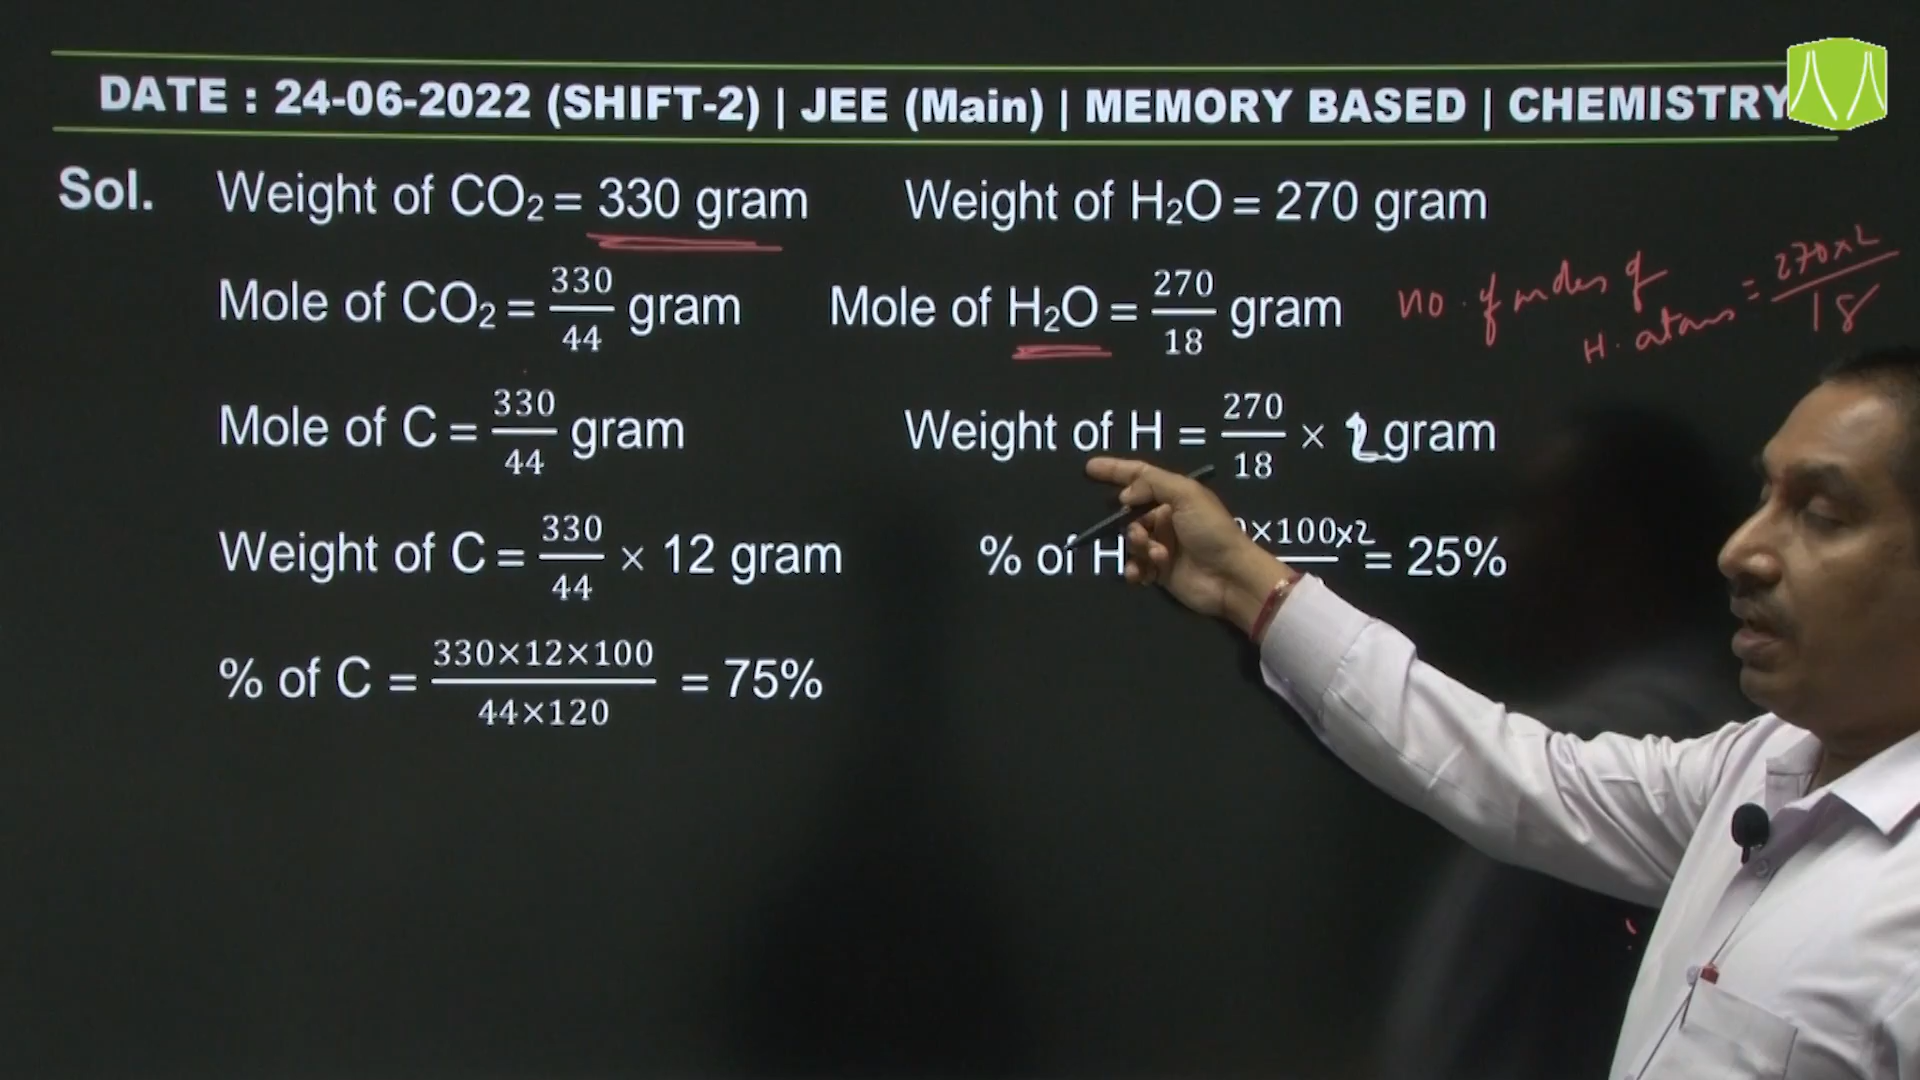 DATE : 24-06-2022 (SHIFT-2) | JEE (Main) | MEMORY BASED | CHEMISTRY
Sol. Weight of CO₂ = 330 gram Weight of H₂O = 270 gram
Mole of CO₂ = 330/44 gram Mole of H₂O = 270/18 gram
no. of moles of H. atoms = 270×2/18
Mole of C = 330/44 gram Weight of H = 270/18 × 2 gram
Weight of C = 330/44 × 12 gram % of H ×100×2 = 25%
% of C = 330×12×100/44×120 = 75%